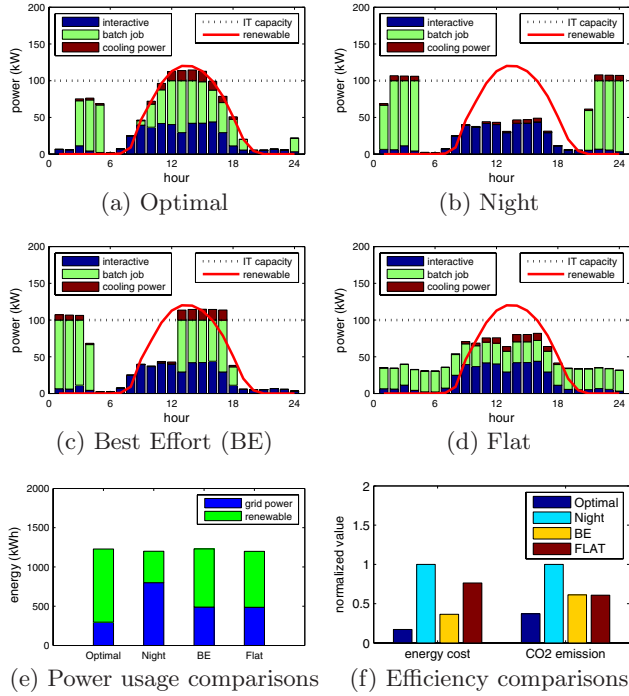 200
150
100
50
0
power (kW)
interactive
batch job
cooling power
IT capacity
renewable
0 6 12 18 24
hour
(a) Optimal
200
150
100
50
0
power (kW)
interactive
batch job
cooling power
IT capacity
renewable
0 6 12 18 24
hour
(b) Night
200
150
100
50
0
power (kW)
interactive
batch job
cooling power
IT capacity
renewable
0 6 12 18 24
hour
(c) Best Effort (BE)
200
150
100
50
0
power (kW)
interactive
batch job
cooling power
IT capacity
renewable
0 6 12 18 24
hour
(d) Flat
2000
1500
1000
500
0
energy (kWh)
grid power
renewable
Optimal Night BE Flat
(e) Power usage comparisons
2
1.5
1
0.5
0
normalized value
Optimal
Night
BE
FLAT
energy cost CO2 emission
(f) Efficiency comparisons